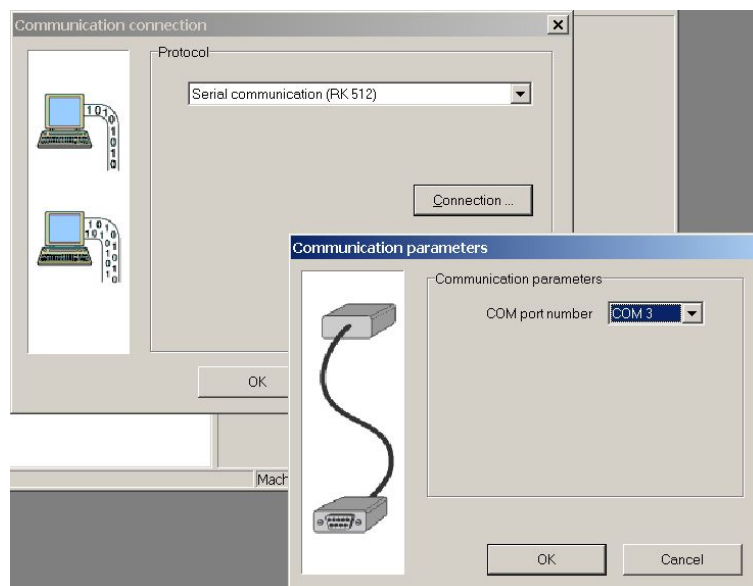 Communication connection
Protocol
Serial communication (RK 512)
Connection ...
OK
Mach
Communication parameters
Communication parameters
COM port number COM 3
OK Cancel